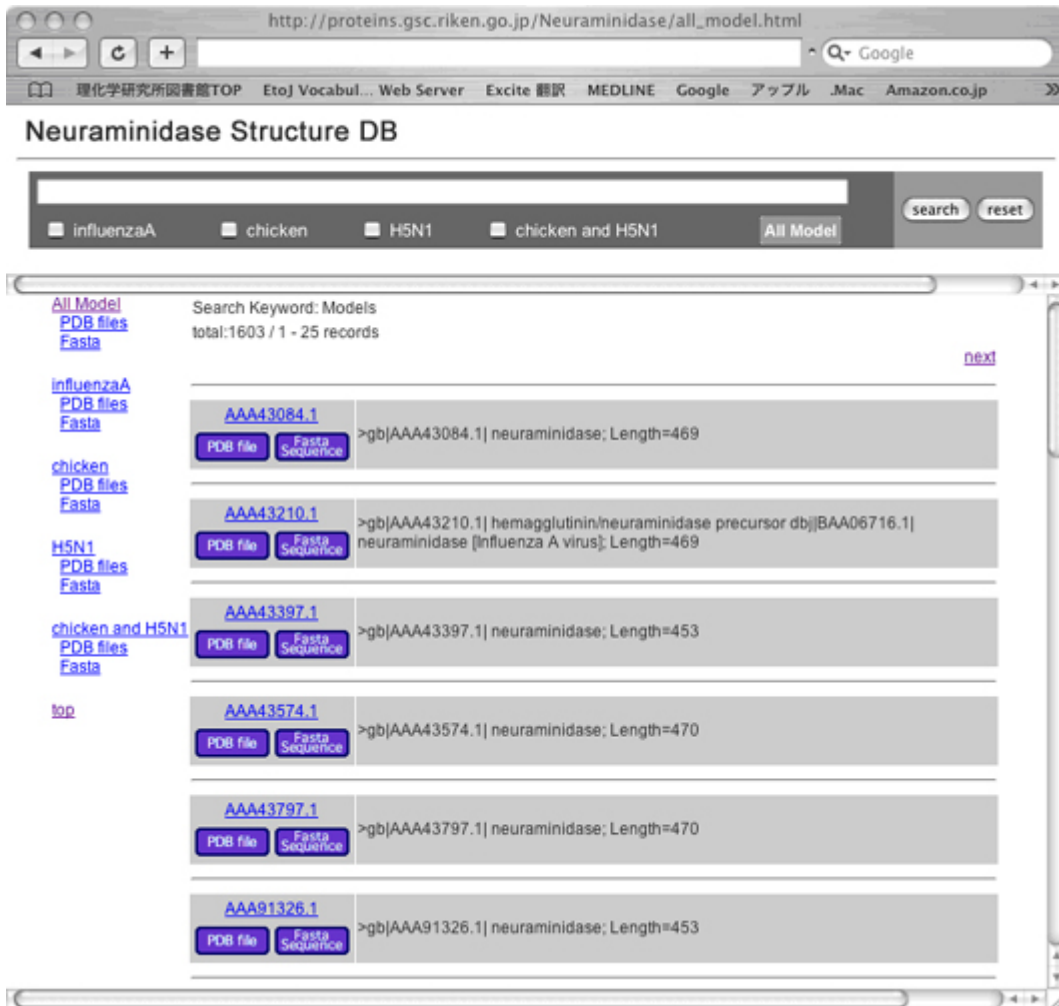 http://proteins.gsc.riken.go.jp/Neuraminidase/all_model.html
Google
理化学研究所図書館TOP EtoJ Vocabul... Web Server Excite 翻訳 MEDLINE Google アップル .Mac Amazon.co.jp
Neuraminidase Structure DB
search reset
influenzaA chicken H5N1 chicken and H5N1 All Model
All Model
PDB files
Fasta
influenzaA
PDB files
Fasta
chicken
PDB files
Fasta
H5N1
PDB files
Fasta
chicken and H5N1
PDB files
Fasta
top
Search Keyword: Models
total:1603 / 1 - 25 records
next
AAA43084.1
PDB file Fasta Sequence
>gb|AAA43084.1| neuraminidase; Length=469
AAA43210.1
PDB file Fasta Sequence
>gb|AAA43210.1| hemagglutinin/neuraminidase precursor dbj|BAA06716.1|
neuraminidase [Influenza A virus]; Length=469
AAA43397.1
PDB file Fasta Sequence
>gb|AAA43397.1| neuraminidase; Length=453
AAA43574.1
PDB file Fasta Sequence
>gb|AAA43574.1| neuraminidase; Length=470
AAA43797.1
PDB file Fasta Sequence
>gb|AAA43797.1| neuraminidase; Length=470
AAA91326.1
PDB file Fasta Sequence
>gb|AAA91326.1| neuraminidase; Length=453